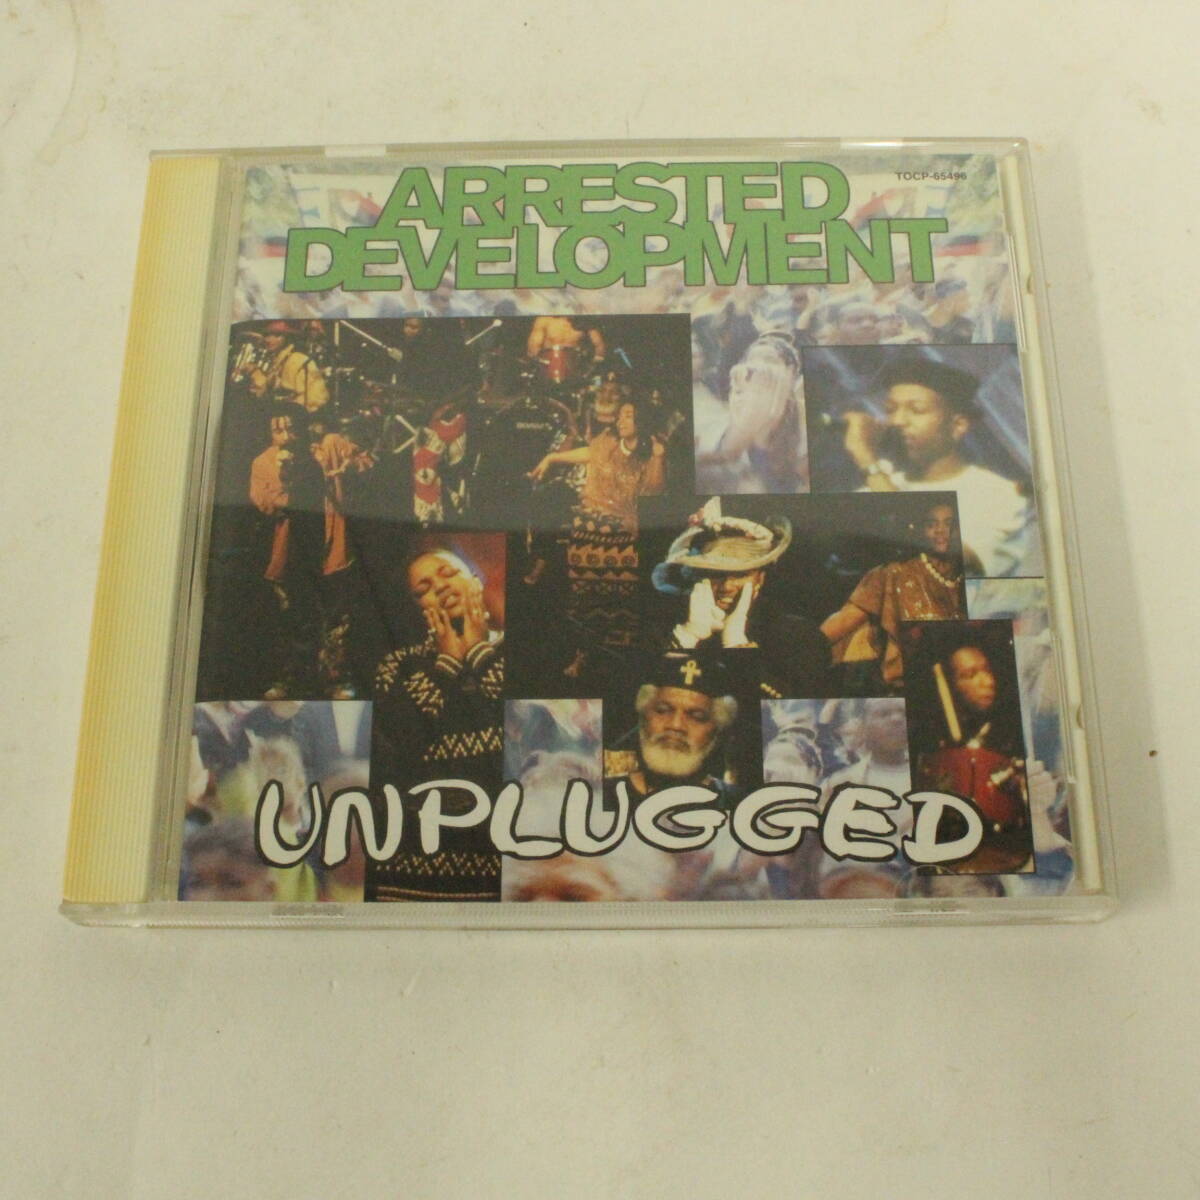 ARRESTED
DEVELOPMENT
TOCP-65496
UNPLUGGED